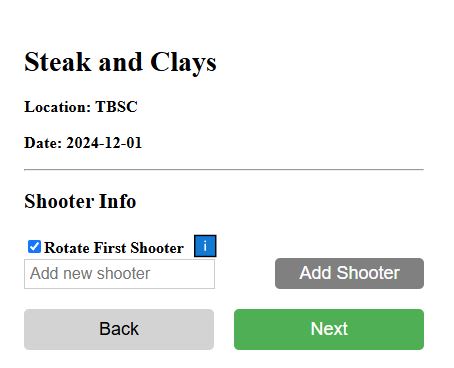 Steak and Clays
Location: TBSC
Date: 2024-12-01
Shooter Info
Rotate First Shooter i
Add new shooter Add Shooter
Back Next